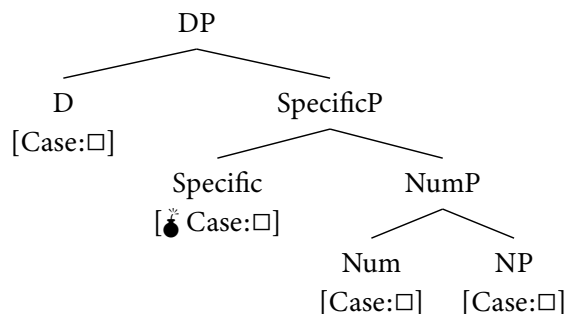 DP
D SpecificP
[Case:□]
Specific NumP
[💣Case:□]
Num NP
[Case:□] [Case:□]